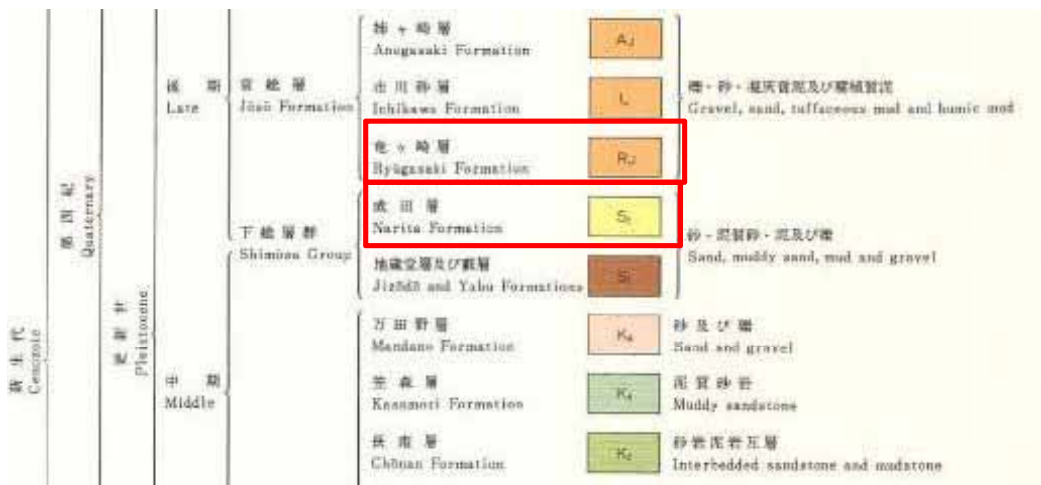 姉ヶ崎層
Anegasaki Formation
AJ
後期
Late
常総層
Jōsō Formation
市川砂層
Ichikawa Formation
I.
礫・砂・凝灰質泥及び腐植質泥
Gravel, sand, tuffaceous mud and humic mud
竜ヶ崎層
Ryūgasaki Formation
RJ
第四紀
Quaternary
成田層
Narita Formation
下総層群
Shimōsa Group
砂・泥質砂・泥及び礫
Sand, muddy sand, mud and gravel
地蔵堂層及び藪層
Jizōdō and Yabu Formations
更新世
Pleistocene
万田野層
Mandano Formation
砂及び礫
Sand and gravel
新生代
Cenozoic
中期
Middle
笠森層
Kasamori Formation
泥質砂岩
Muddy sandstone
長南層
Chōnan Formation
砂岩泥岩互層
Interbedded sandstone and mudstone